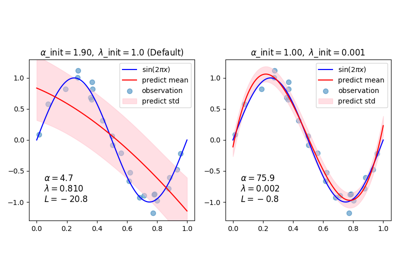 α_init = 1.90, λ_init = 1.0 (Default)
1.0
0.5
0.0
−0.5
−1.0
0.0 0.2 0.4 0.6 0.8 1.0
sin(2πx)
predict mean
observation
predict std
α = 4.7
λ = 0.810
L = −20.8
α_init = 1.00, λ_init = 0.001
1.0
0.5
0.0
−0.5
−1.0
0.0 0.2 0.4 0.6 0.8 1.0
sin(2πx)
predict mean
observation
predict std
α = 75.9
λ = 0.002
L = −0.8